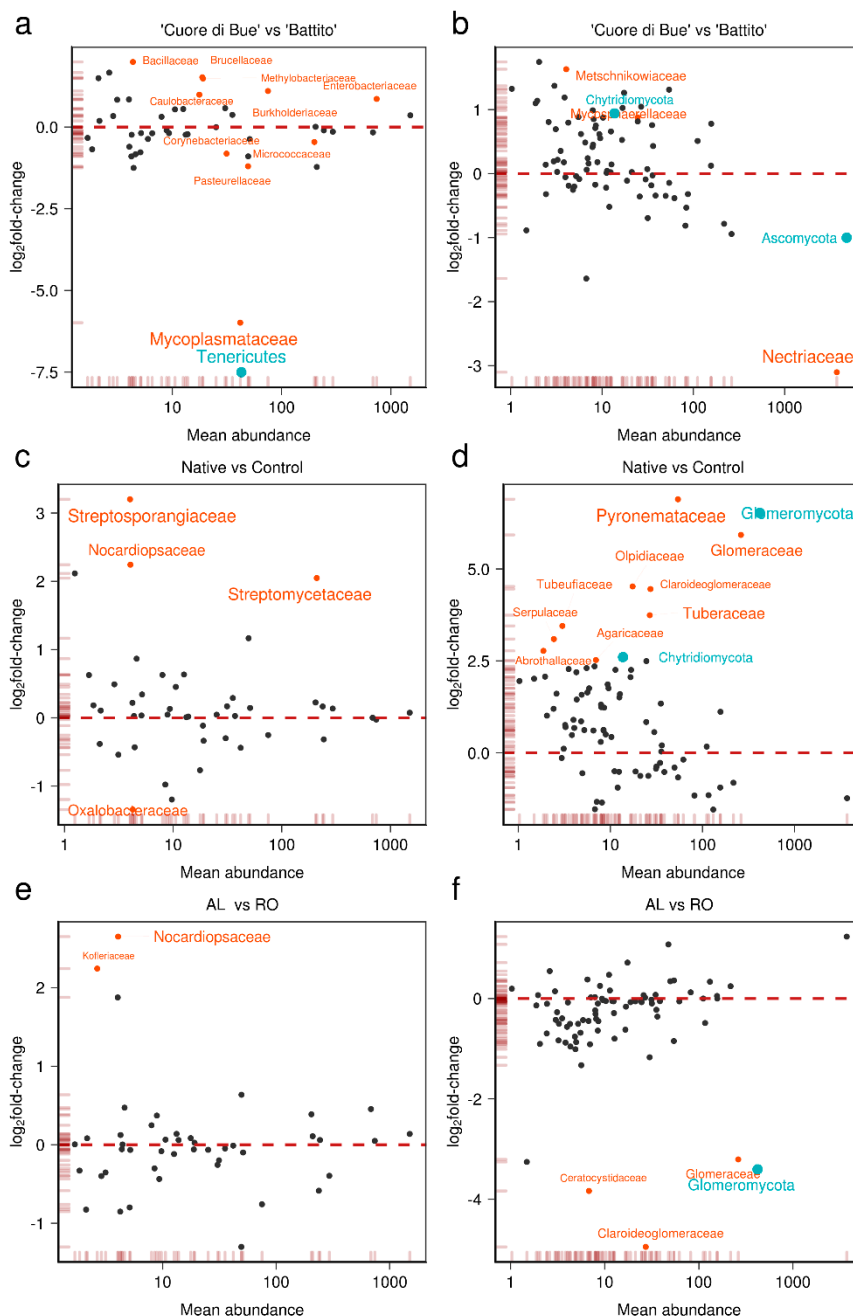 a
'Cuore di Bue' vs 'Battito'
log2fold-change
0.0
-2.5
-5.0
-7.5
Bacillaceae
Brucellaceae
Methylobacteriaceae
Enterobacteriaceae
Caulobacteraceae
Burkholderiaceae
Corynebacteriaceae
Micrococcaceae
Pasteurellaceae
Mycoplasmataceae
Tenericutes
10
100
1000
Mean abundance
b
'Cuore di Bue' vs 'Battito'
log2fold-change
1
0
-1
-2
-3
Metschnikowiaceae
Chytridiomycota
Mycosphaerellaceae
Ascomycota
Nectriaceae
1
10
100
1000
Mean abundance
c
Native vs Control
log2fold-change
3
2
1
0
-1
Streptosporangiaceae
Nocardiopsaceae
Streptomycetaceae
Oxalobacteraceae
1
10
100
1000
Mean abundance
d
Native vs Control
log2fold-change
5.0
2.5
0.0
Pyronemataceae
Glomeromycota
Glomeraceae
Olpidiaceae
Tubeufiaceae
Claroideoglomeraceae
Serpulaceae
Tuberaceae
Agaricaceae
Abrothallaceae
Chytridiomycota
1
10
100
1000
Mean abundance
e
AL vs RO
log2fold-change
2
1
0
-1
Nocardiopsaceae
Kofleriaceae
10
100
1000
Mean abundance
f
AL vs RO
log2fold-change
0
-2
-4
Glomeraceae
Ceratocystidaceae
Glomeromycota
Claroideoglomeraceae
1
10
100
1000
Mean abundance